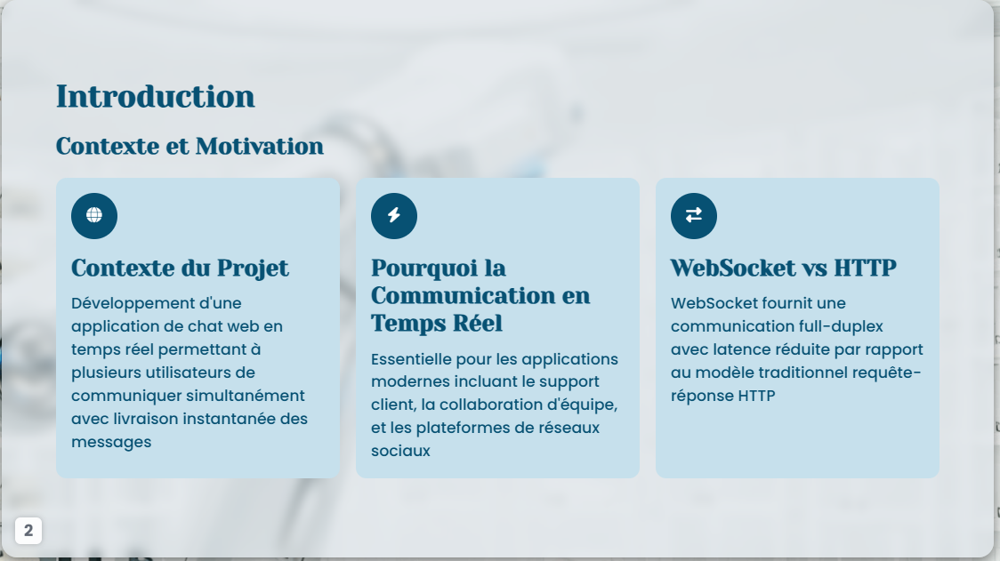 Introduction
Contexte et Motivation
Contexte du Projet
Développement d'une
application de chat web en
temps réel permettant à
plusieurs utilisateurs de
communiquer simultanément
avec livraison instantanée des
messages
Pourquoi la
Communication en
Temps Réel
Essentielle pour les applications
modernes incluant le support
client, la collaboration d'équipe,
et les plateformes de réseaux
sociaux
WebSocket vs HTTP
WebSocket fournit une
communication full-duplex
avec latence réduite par rapport
au modèle traditionnel requête-
réponse HTTP
2